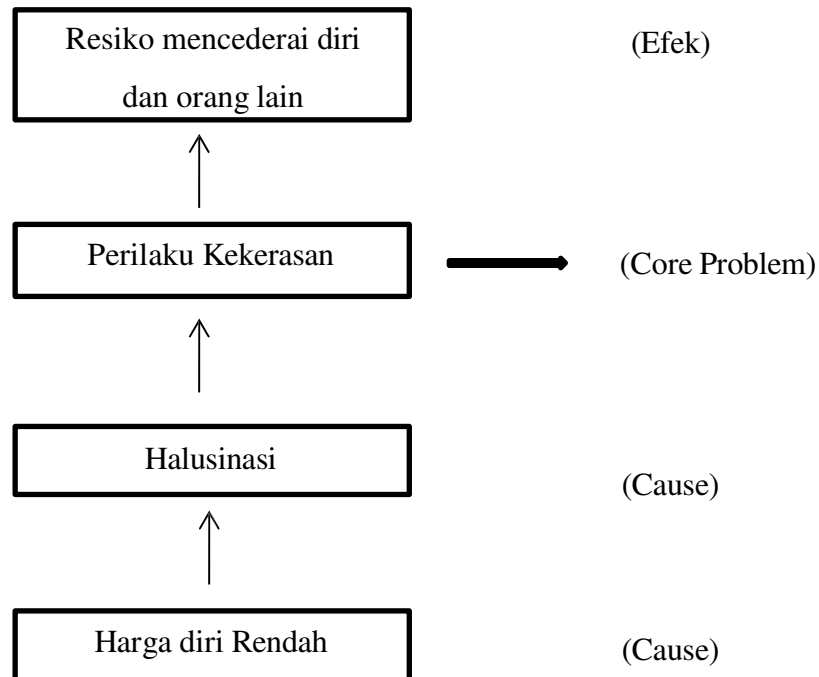 Resiko mencederai diri
dan orang lain
(Efek)
Perilaku Kekerasan
(Core Problem)
Halusinasi
(Cause)
Harga diri Rendah
(Cause)